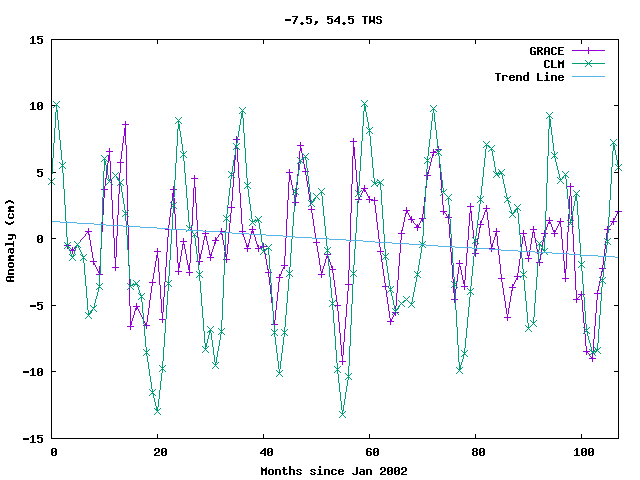 -7.5, 54.5 TWS
GRACE
CLM
Trend Line
Anomaly (cm)
15
10
5
0
-5
-10
-15
0 20 40 60 80 100
Months since Jan 2002